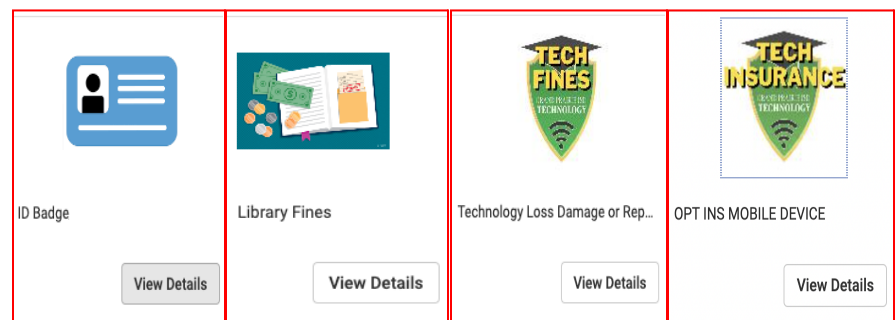 TECH
FINES
GRAND PRAIRIE ISD
TECHNOLOGY
TECH
INSURANCE
GRAND PRAIRIE ISD
TECHNOLOGY
ID Badge
Library Fines
Technology Loss Damage or Rep...
OPT INS MOBILE DEVICE
View Details
View Details
View Details
View Details